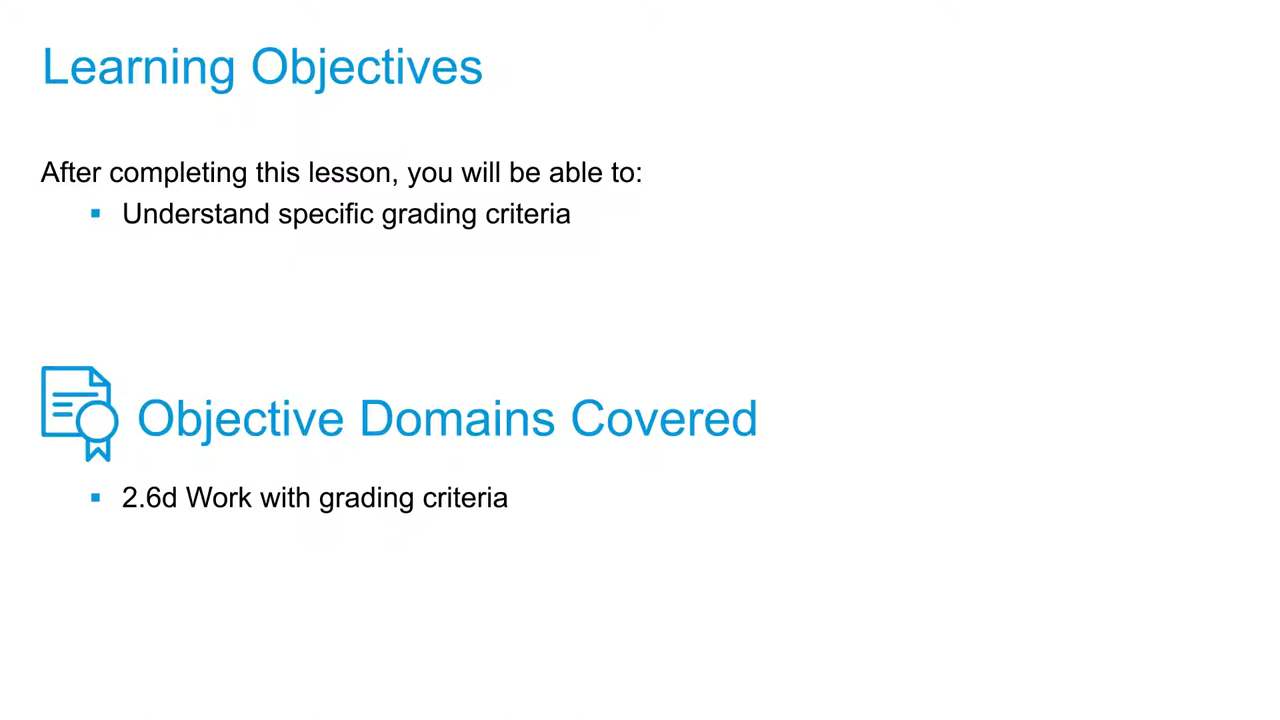 Learning Objectives
After completing this lesson, you will be able to:
▪ Understand specific grading criteria
Objective Domains Covered
▪ 2.6d Work with grading criteria